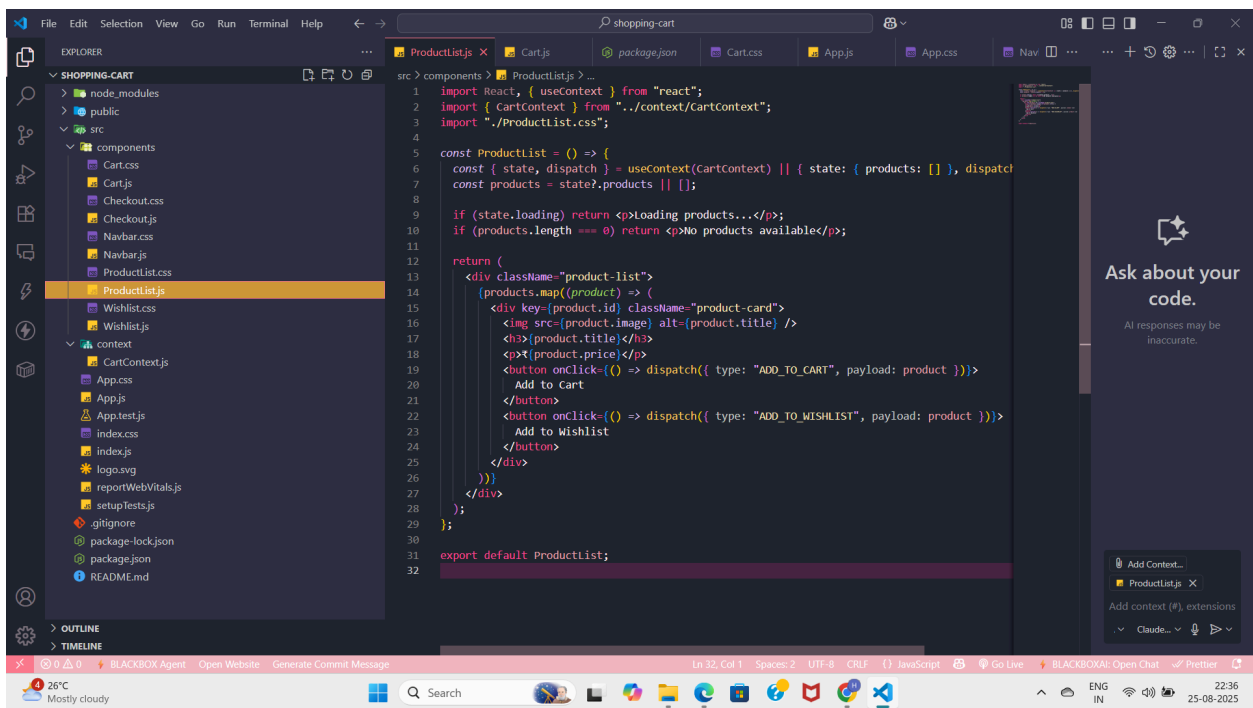 File Edit Selection View Go Run Terminal Help
shopping-cart
EXPLORER
SHOPPING-CART
node_modules
public
src
components
Cart.css
Cart.js
Checkout.css
Checkout.js
Navbar.css
Navbar.js
ProductList.css
ProductList.js
Wishlist.css
Wishlist.js
context
CartContext.js
App.css
App.js
App.test.js
index.css
index.js
logo.svg
reportWebVitals.js
setupTests.js
.gitignore
package-lock.json
package.json
README.md
OUTLINE
TIMELINE
ProductList.js Cart.js package.json Cart.css App.js App.css Nav
src > components > ProductList.js > ...
1 import React, { useContext } from "react";
2 import { CartContext } from "../context/CartContext";
3 import "./ProductList.css";
4
5 const ProductList = () => {
6 const { state, dispatch } = useContext(CartContext) || { state: { products: [] }, dispatch
7 const products = state?.products || [];
8
9 if (state.loading) return <p>Loading products...</p>;
10 if (products.length === 0) return <p>No products available</p>;
11
12 return (
13 <div className="product-list">
14 {products.map((product) => (
15 <div key={product.id} className="product-card">
16 <img src={product.image} alt={product.title} />
17 <h3>{product.title}</h3>
18 <p>₹{product.price}</p>
19 <button onClick={() => dispatch({ type: "ADD_TO_CART", payload: product })}>
20 Add to Cart
21 </button>
22 <button onClick={() => dispatch({ type: "ADD_TO_WISHLIST", payload: product })}>
23 Add to Wishlist
24 </button>
25 </div>
26 ))}
27 </div>
28 );
29 };
30
31 export default ProductList;
32
Ask about your
code.
AI responses may be
inaccurate.
Add Context...
ProductList.js
Add context (#), extensions
Claude...
0 0 BLACKBOX Agent Open Website Generate Commit Message Ln 32, Col 1 Spaces: 2 UTF-8 CRLF {} JavaScript Go Live BLACKBOXAI: Open Chat Prettier
4 26°C
Mostly cloudy
Search
ENG
IN
22:36
25-08-2025